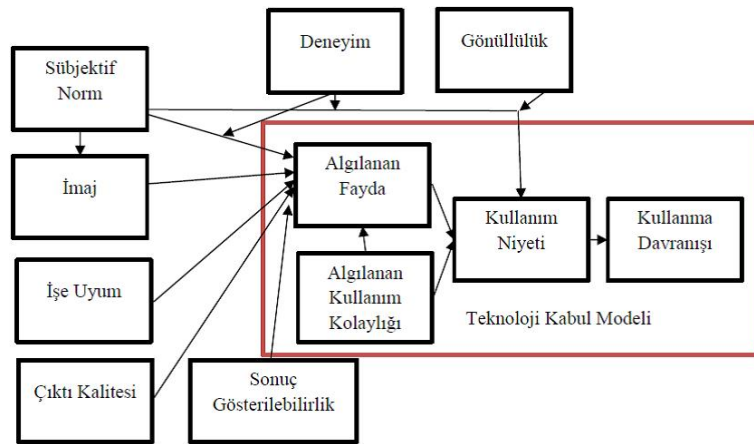 Deneyim
Gönüllülük
Sübjektif
Norm
İmaj
Algılanan
Fayda
Kullanım
Niyeti
Kullanma
Davranışı
İşe Uyum
Algılanan
Kullanım
Kolaylığı
Teknoloji Kabul Modeli
Çıktı Kalitesi
Sonuç
Gösterilebilirlik